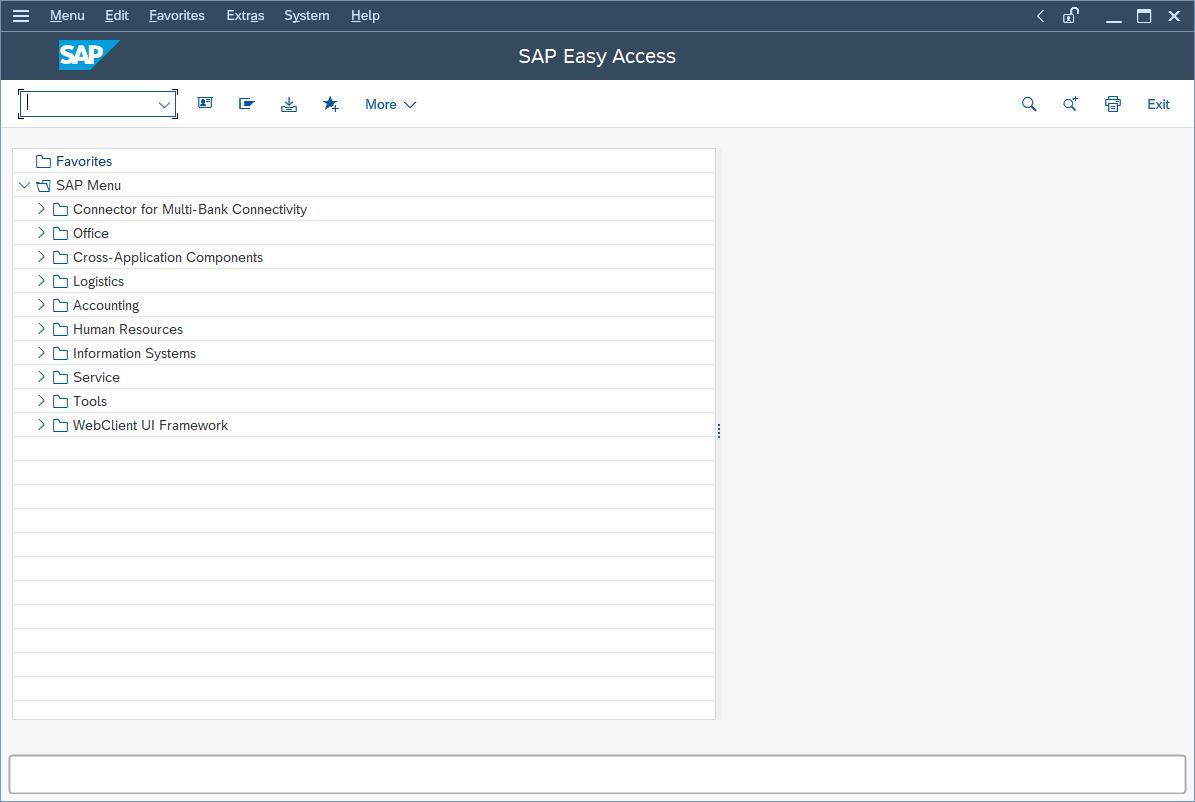 Menu Edit Favorites Extras System Help
SAP SAP Easy Access
More Exit
Favorites
SAP Menu
Connector for Multi-Bank Connectivity
Office
Cross-Application Components
Logistics
Accounting
Human Resources
Information Systems
Service
Tools
WebClient UI Framework